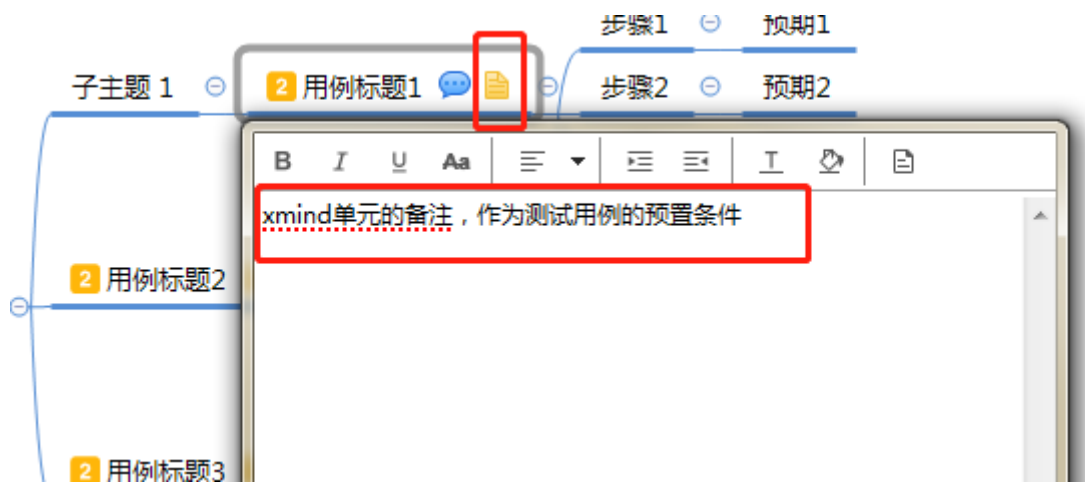 步骤1 预期1
子主题 1 2 用例标题1 步骤2 预期2
B I U Aa T
xmind单元的备注，作为测试用例的预置条件
2 用例标题2
2 用例标题3